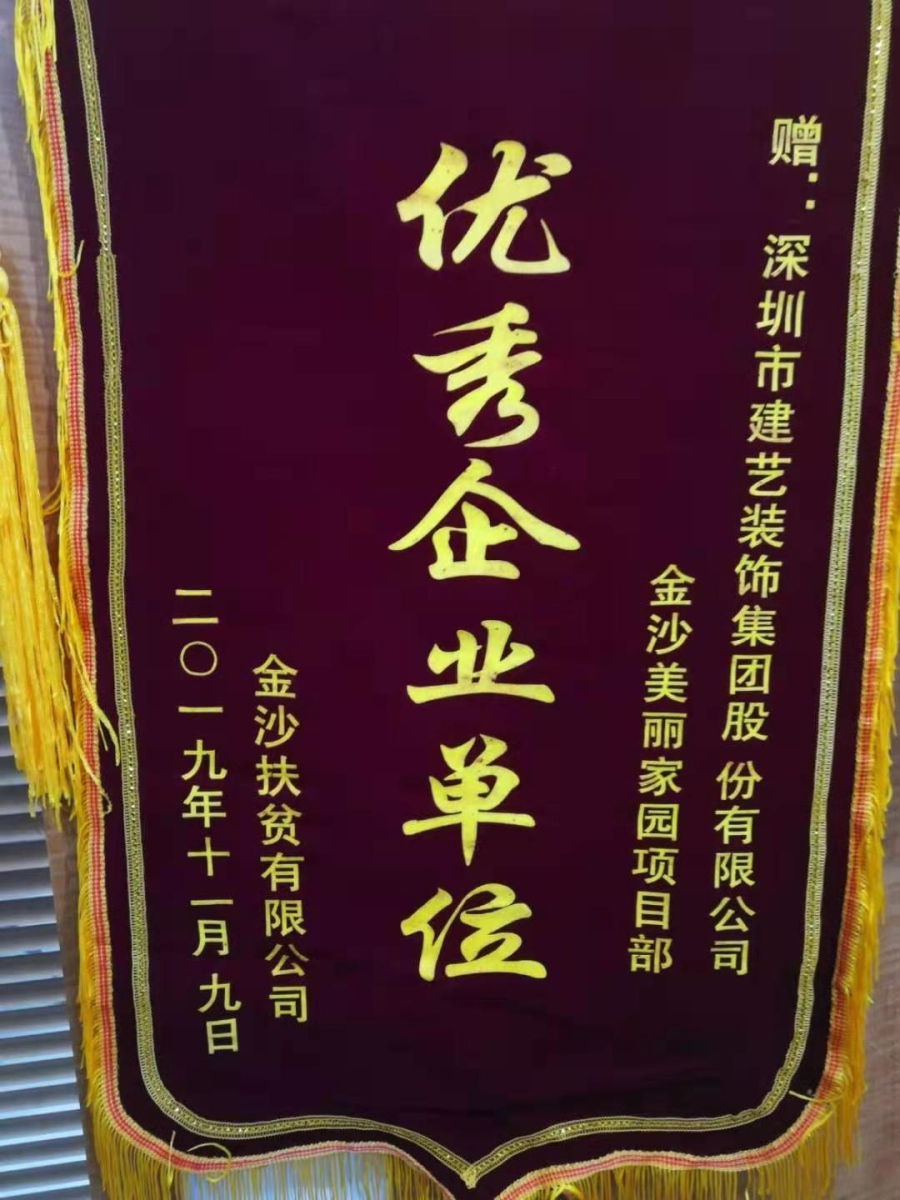 赠：深圳市建艺装饰集团股份有限公司
金沙美丽家园项目部
优秀企业单位
金沙扶贫有限公司
二〇一九年十一月九日